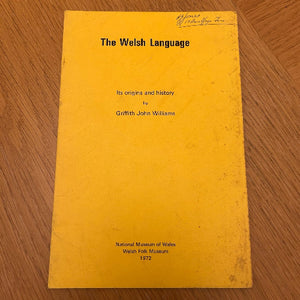 The Welsh Language
Its origins and history
by
Griffith John Williams
National Museum of Wales
Welsh Folk Museum
1972